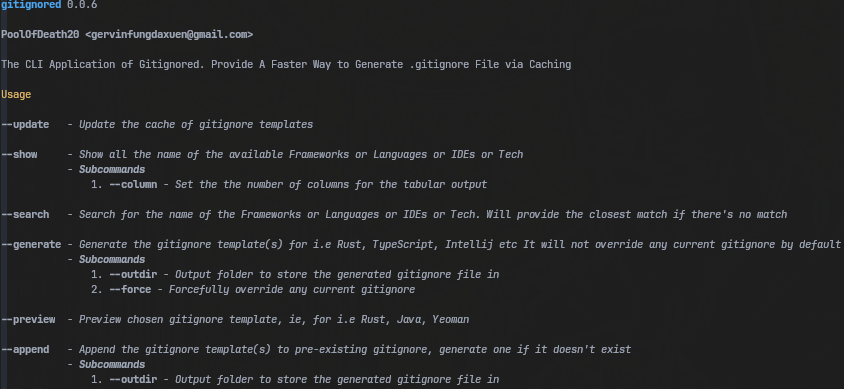 gitignored 0.0.6
PoolOfDeath20 <gervinfungdaxuen@gmail.com>
The CLI Application of Gitignored. Provide A Faster Way to Generate .gitignore File via Caching
Usage
--update - Update the cache of gitignore templates
--show - Show all the name of the available Frameworks or Languages or IDEs or Tech
- Subcommands
1. --column - Set the the number of columns for the tabular output
--search - Search for the name of the Frameworks or Languages or IDEs or Tech. Will provide the closest match if there's no match
--generate - Generate the gitignore template(s) for i.e Rust, TypeScript, Intellij etc It will not override any current gitignore by default
- Subcommands
1. --outdir - Output folder to store the generated gitignore file in
2. --force - Forcefully override any current gitignore
--preview - Preview chosen gitignore template, ie, for i.e Rust, Java, Yeoman
--append - Append the gitignore template(s) to pre-existing gitignore, generate one if it doesn't exist
- Subcommands
1. --outdir - Output folder to store the generated gitignore file in